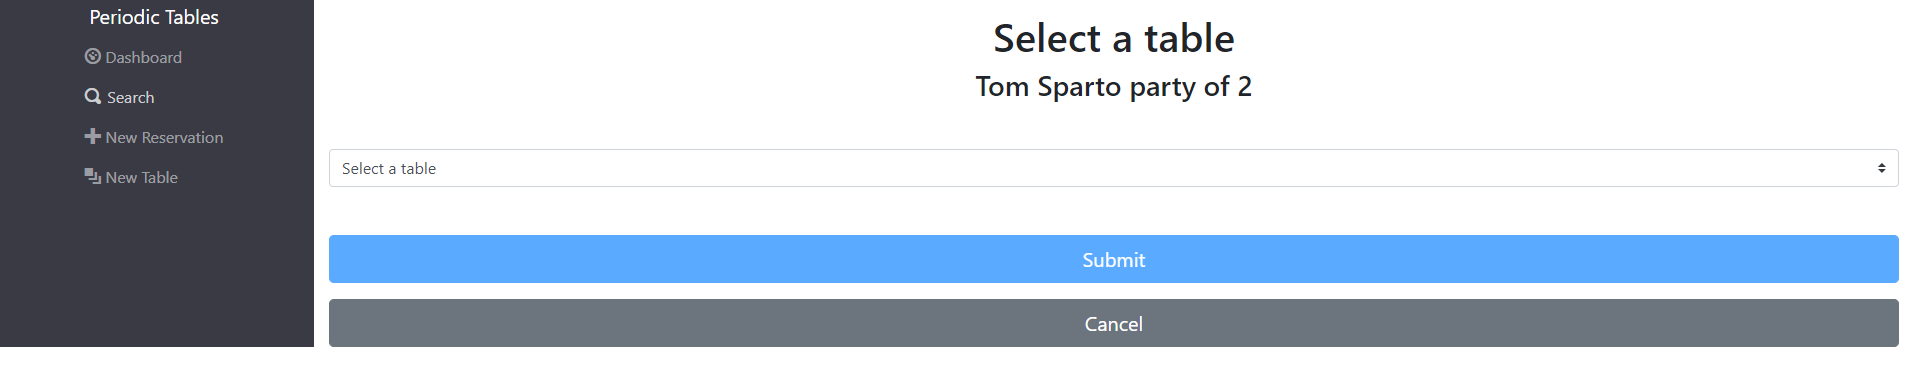 Periodic Tables
Dashboard
Search
New Reservation
New Table
Select a table
Tom Sparto party of 2
Select a table
Submit
Cancel